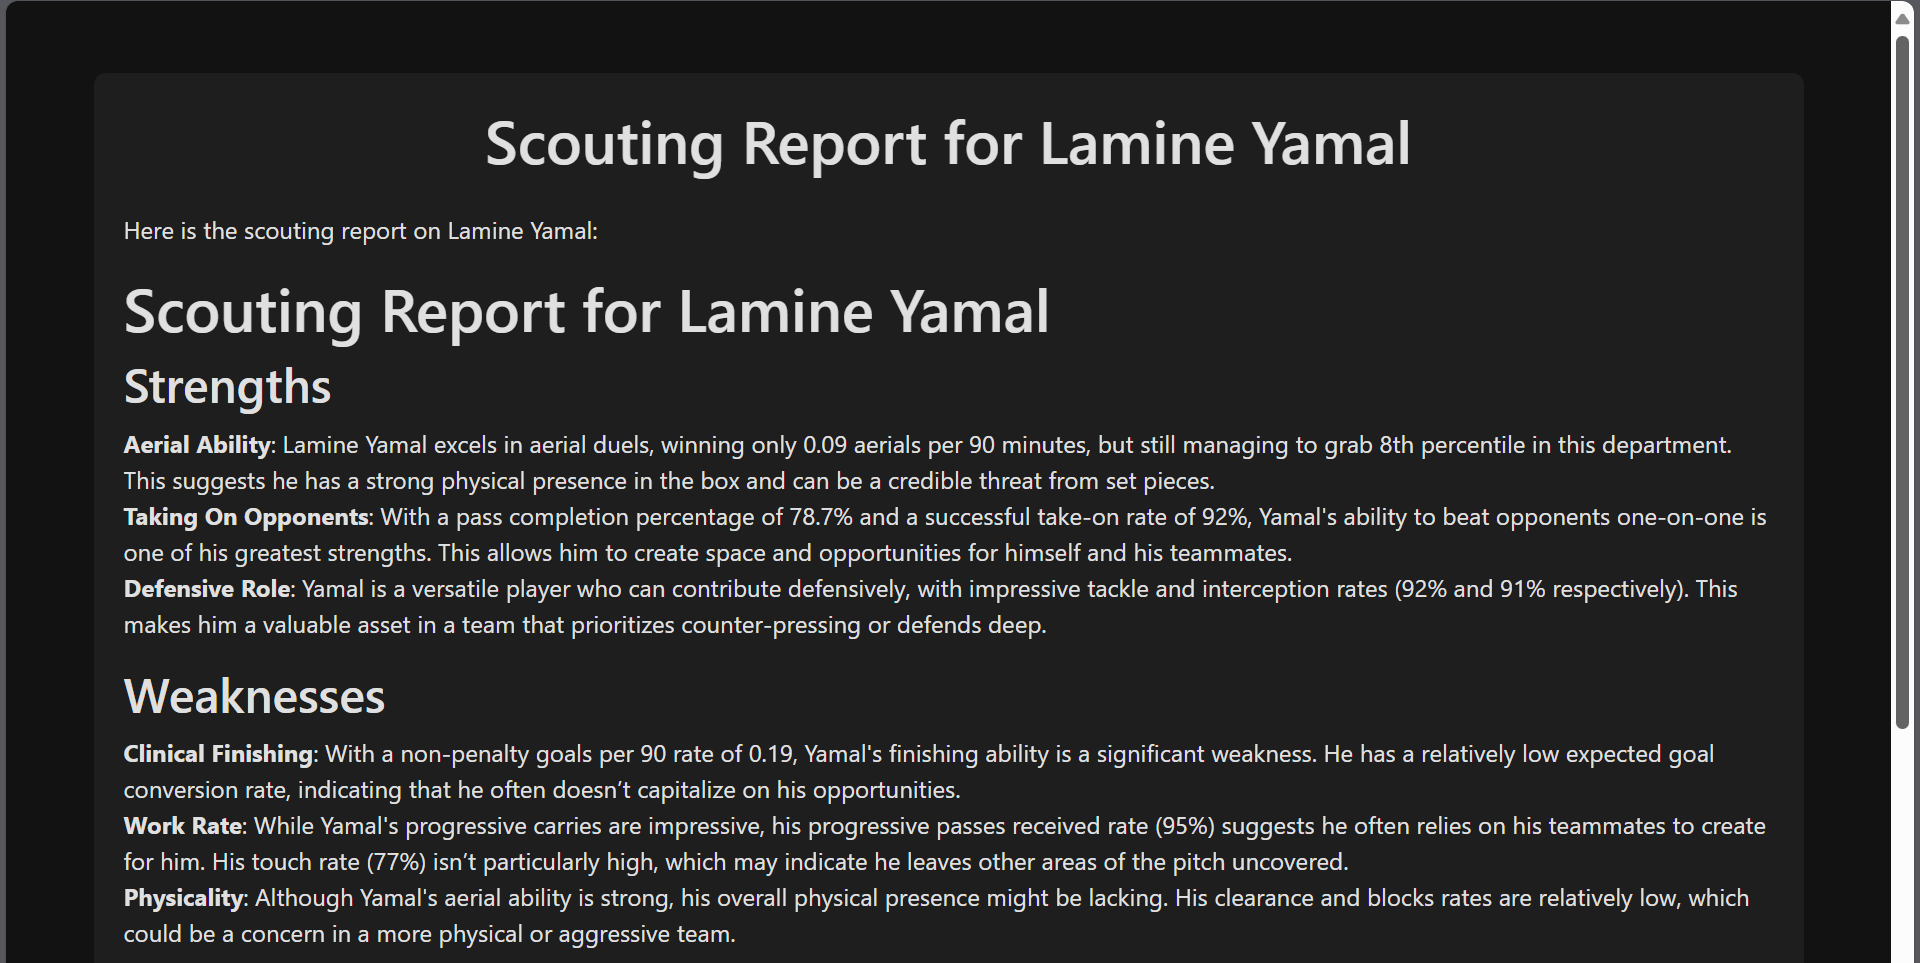 Scouting Report for Lamine Yamal
Here is the scouting report on Lamine Yamal:
Scouting Report for Lamine Yamal
Strengths
Aerial Ability: Lamine Yamal excels in aerial duels, winning only 0.09 aerials per 90 minutes, but still managing to grab 8th percentile in this department.
This suggests he has a strong physical presence in the box and can be a credible threat from set pieces.
Taking On Opponents: With a pass completion percentage of 78.7% and a successful take-on rate of 92%, Yamal's ability to beat opponents one-on-one is
one of his greatest strengths. This allows him to create space and opportunities for himself and his teammates.
Defensive Role: Yamal is a versatile player who can contribute defensively, with impressive tackle and interception rates (92% and 91% respectively). This
makes him a valuable asset in a team that prioritizes counter-pressing or defends deep.
Weaknesses
Clinical Finishing: With a non-penalty goals per 90 rate of 0.19, Yamal's finishing ability is a significant weakness. He has a relatively low expected goal
conversion rate, indicating that he often doesn’t capitalize on his opportunities.
Work Rate: While Yamal's progressive carries are impressive, his progressive passes received rate (95%) suggests he often relies on his teammates to create
for him. His touch rate (77%) isn’t particularly high, which may indicate he leaves other areas of the pitch uncovered.
Physicality: Although Yamal's aerial ability is strong, his overall physical presence might be lacking. His clearance and blocks rates are relatively low, which
could be a concern in a more physical or aggressive team.